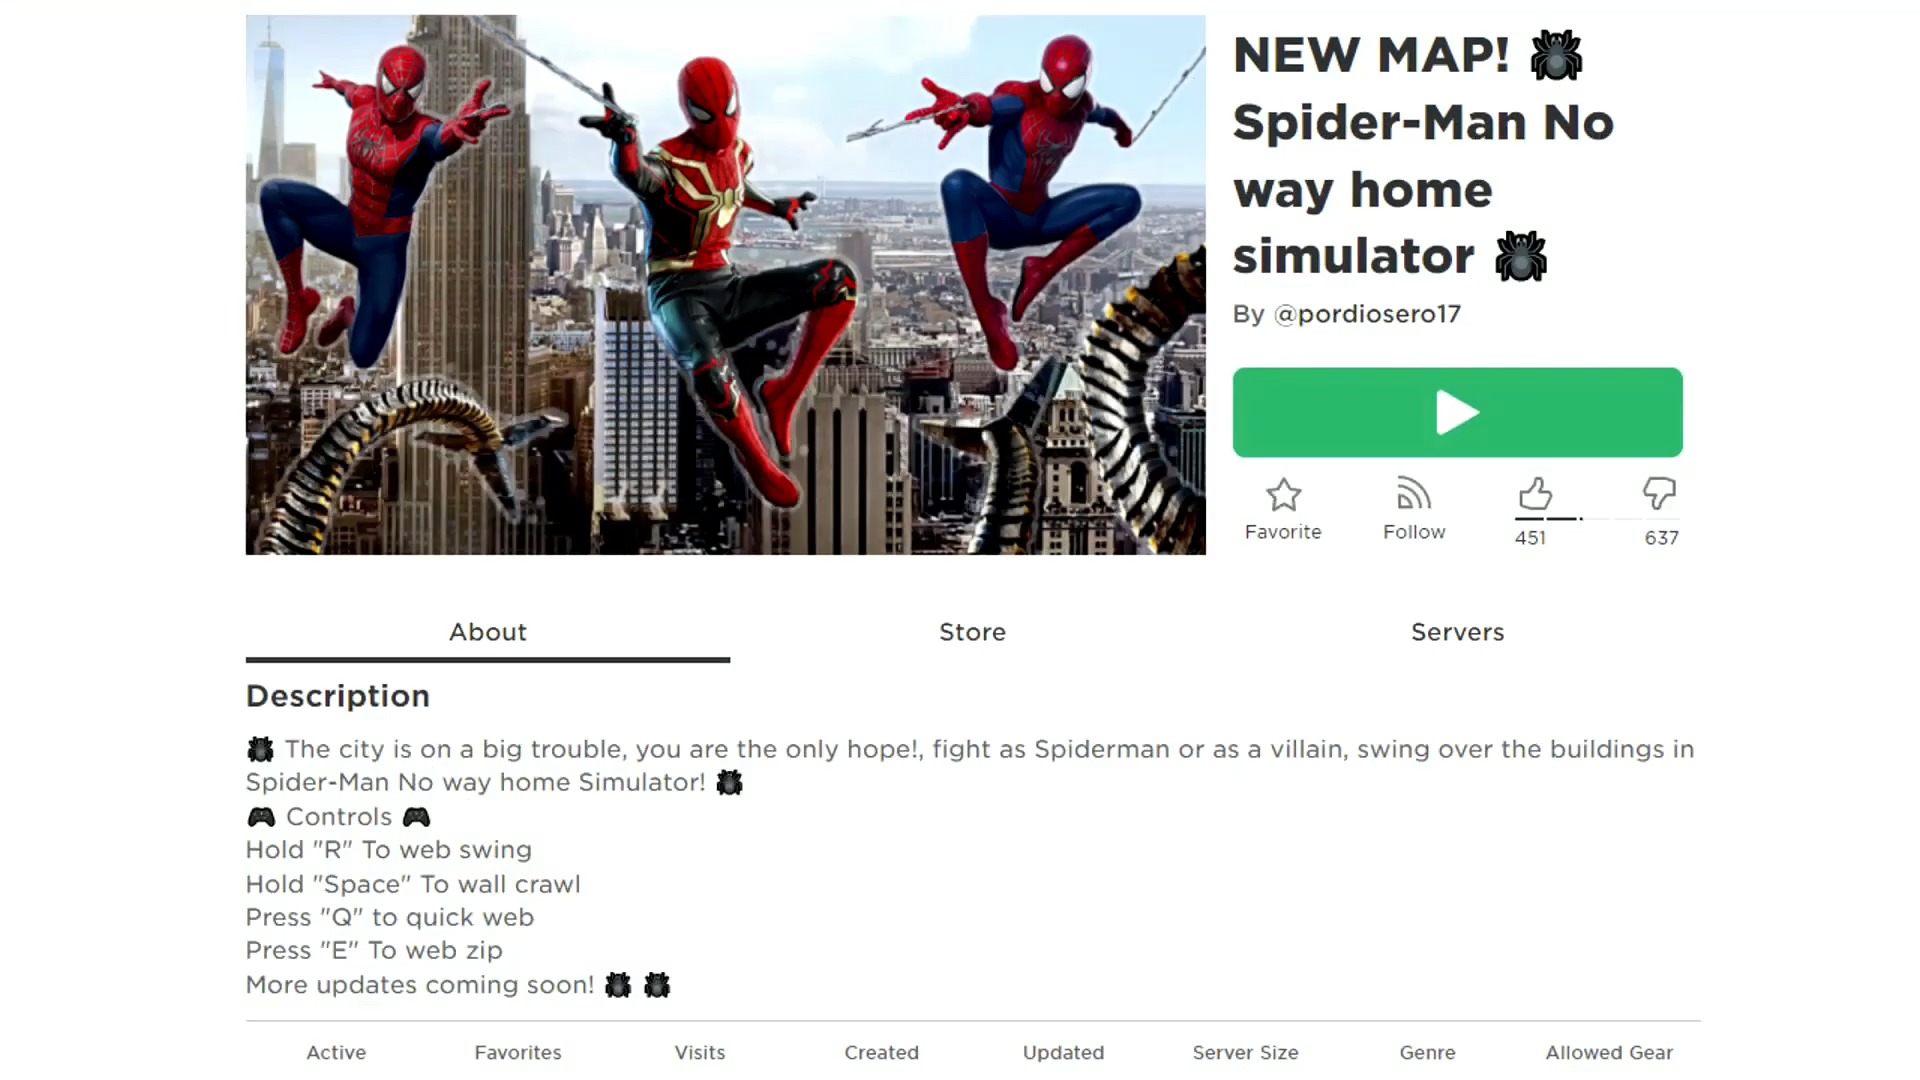 NEW MAP! 🕷
Spider-Man No
way home
simulator 🕷
By @pordiosero17
Favorite
Follow
451
637
About
Store
Servers
Description
🕷 The city is on a big trouble, you are the only hope!, fight as Spiderman or as a villain, swing over the buildings in
Spider-Man No way home Simulator! 🕷
🎮 Controls 🎮
Hold "R" To web swing
Hold "Space" To wall crawl
Press "Q" to quick web
Press "E" To web zip
More updates coming soon! 🕷 🕷
Active
Favorites
Visits
Created
Updated
Server Size
Genre
Allowed Gear